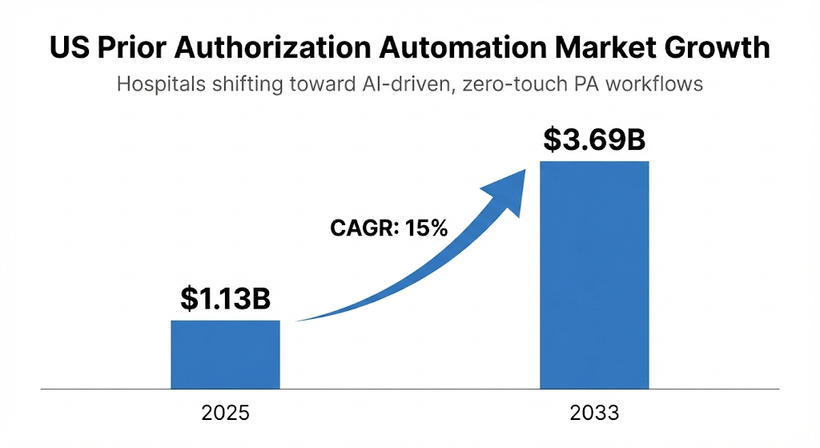 US Prior Authorization Automation Market Growth
Hospitals shifting toward AI-driven, zero-touch PA workflows
$3.69B
CAGR: 15%
$1.13B
2025
2033